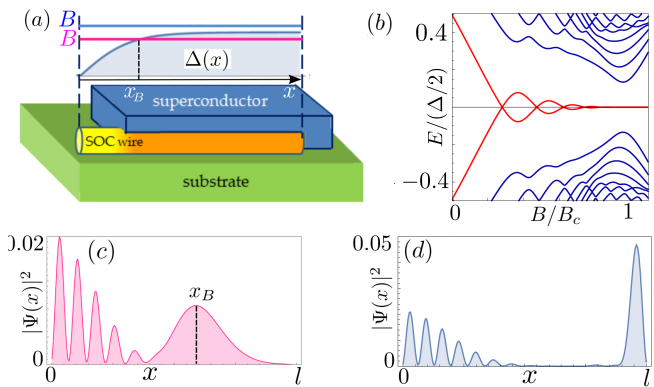 (a)
B
B
Δ(x)
x_B
x
superconductor
SOC wire
substrate
(b)
0.4
−0.4
E/(Δ/2)
0
B/B_c
1
(c)
0.02
0
|Ψ(x)|²
x_B
0
x
l
(d)
0.05
0
|Ψ(x)|²
0
x
l